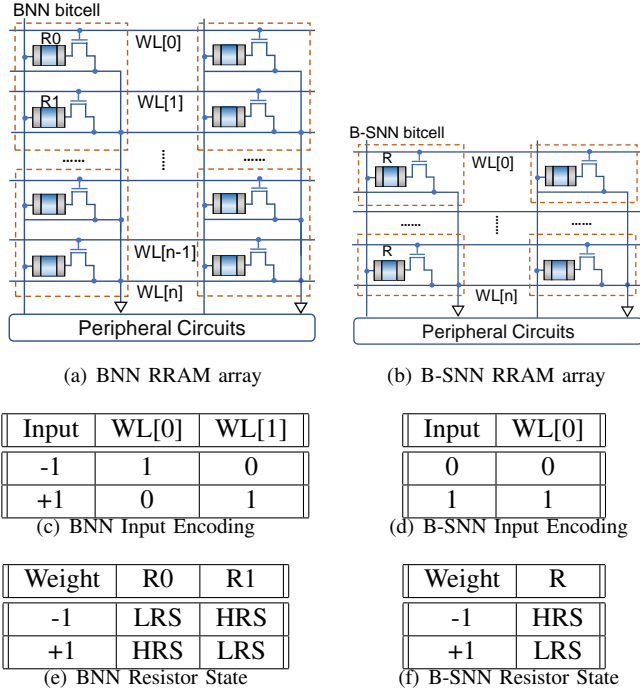 BNN bitcell
R0
WL[0]
R1
WL[1]
......
......
......
WL[n-1]
WL[n]
Peripheral Circuits
(a) BNN RRAM array
B-SNN bitcell
R
WL[0]
......
......
......
R
WL[n]
Peripheral Circuits
(b) B-SNN RRAM array
Input WL[0] WL[1]
-1 1 0
+1 0 1
(c) BNN Input Encoding
Input WL[0]
0 0
1 1
(d) B-SNN Input Encoding
Weight R0 R1
-1 LRS HRS
+1 HRS LRS
(e) BNN Resistor State
Weight R
-1 HRS
+1 LRS
(f) B-SNN Resistor State